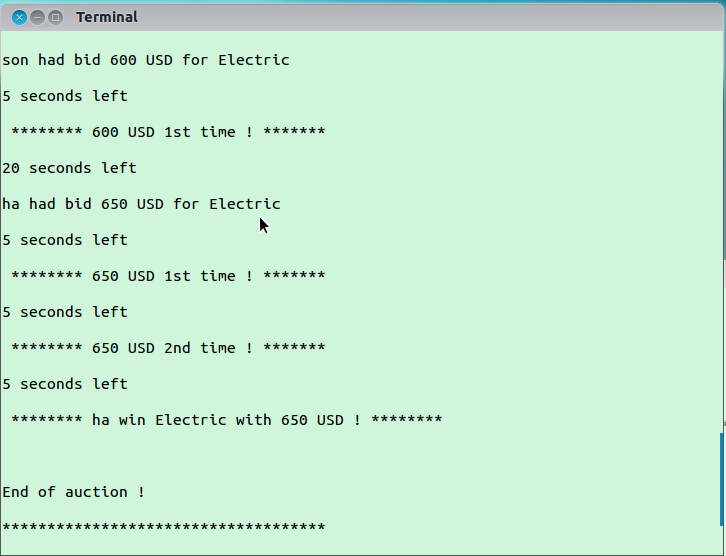 Terminal
son had bid 600 USD for Electric
5 seconds left
******** 600 USD 1st time ! *******
20 seconds left
ha had bid 650 USD for Electric
5 seconds left
******** 650 USD 1st time ! *******
5 seconds left
******** 650 USD 2nd time ! *******
5 seconds left
******** ha win Electric with 650 USD ! ********
End of auction !
************************************